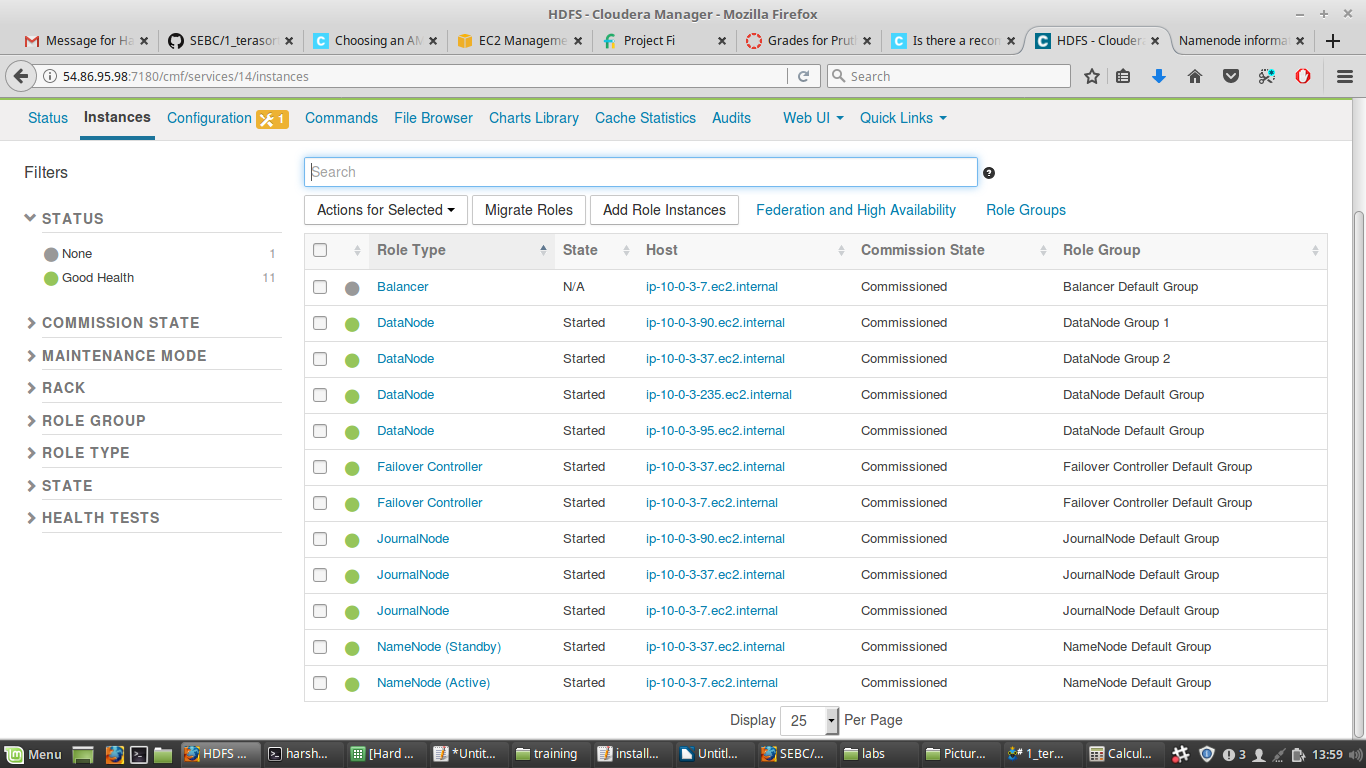 HDFS - Cloudera Manager - Mozilla Firefox
Message for Ha
SEBC/1_terasor
Choosing an AM
EC2 Manageme
Project Fi
Grades for Pruth
Is there a recon
HDFS - Cloudera
Namenode informat
54.86.95.98:7180/cmf/services/14/instances
Search
Status Instances Configuration 1 Commands File Browser Charts Library Cache Statistics Audits Web UI Quick Links
Filters
STATUS
None 1
Good Health 11
COMMISSION STATE
MAINTENANCE MODE
RACK
ROLE GROUP
ROLE TYPE
STATE
HEALTH TESTS
Search
Actions for Selected Migrate Roles Add Role Instances Federation and High Availability Role Groups
Role Type State Host Commission State Role Group
Balancer N/A ip-10-0-3-7.ec2.internal Commissioned Balancer Default Group
DataNode Started ip-10-0-3-90.ec2.internal Commissioned DataNode Group 1
DataNode Started ip-10-0-3-37.ec2.internal Commissioned DataNode Group 2
DataNode Started ip-10-0-3-235.ec2.internal Commissioned DataNode Default Group
DataNode Started ip-10-0-3-95.ec2.internal Commissioned DataNode Default Group
Failover Controller Started ip-10-0-3-37.ec2.internal Commissioned Failover Controller Default Group
Failover Controller Started ip-10-0-3-7.ec2.internal Commissioned Failover Controller Default Group
JournalNode Started ip-10-0-3-90.ec2.internal Commissioned JournalNode Default Group
JournalNode Started ip-10-0-3-37.ec2.internal Commissioned JournalNode Default Group
JournalNode Started ip-10-0-3-7.ec2.internal Commissioned JournalNode Default Group
NameNode (Standby) Started ip-10-0-3-37.ec2.internal Commissioned NameNode Default Group
NameNode (Active) Started ip-10-0-3-7.ec2.internal Commissioned NameNode Default Group
Display 25 Per Page
Menu HDFS ... harsh... [Hard ... *Untit... training install... Untitl... SEBC/... labs Pictur... 1_ter... Calcul... 3 13:59